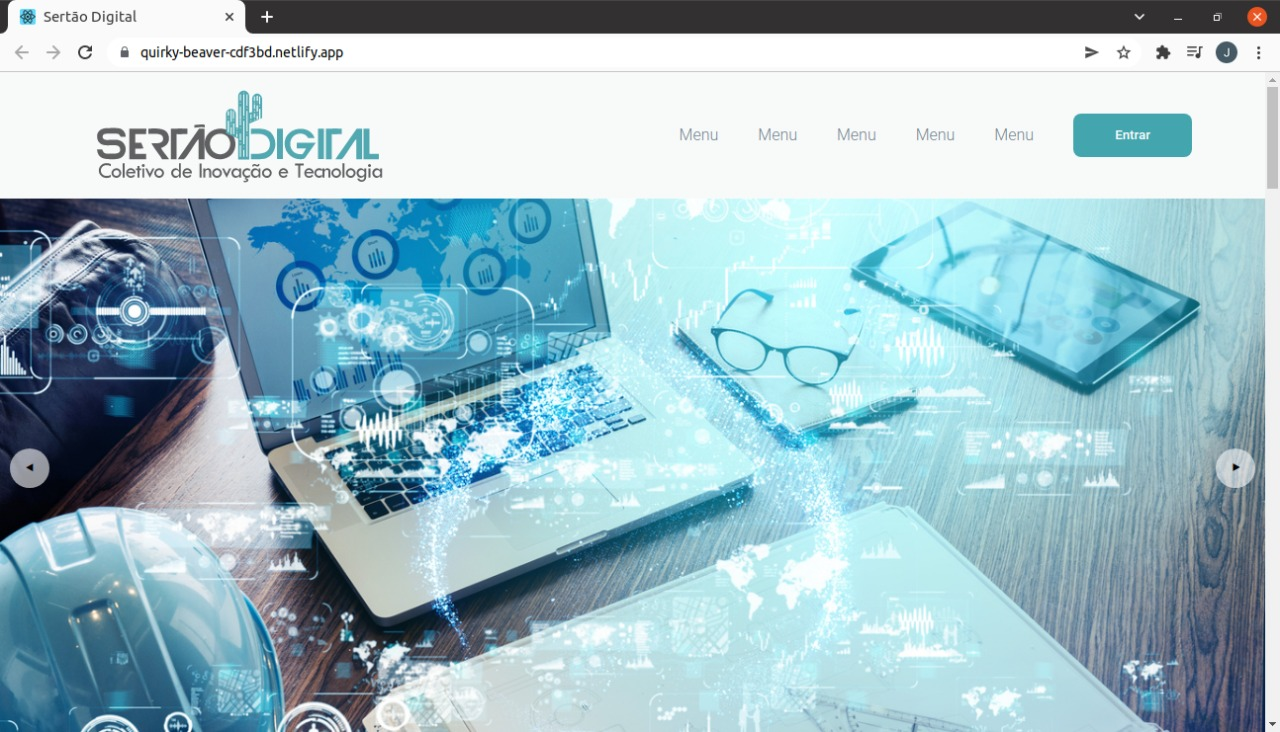 Sertão Digital
quirky-beaver-cdf3bd.netlify.app
J
SERTÃO DIGITAL
Coletivo de Inovação e Tecnologia
Menu Menu Menu Menu Menu Entrar